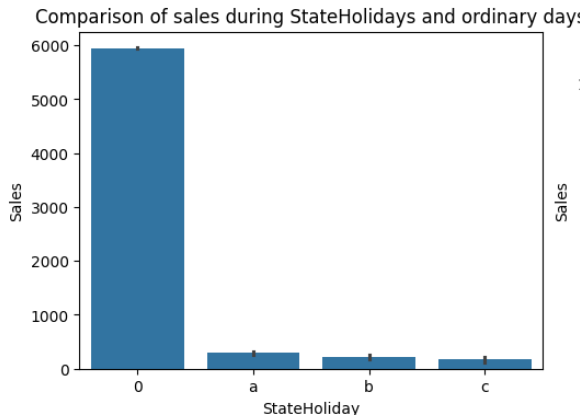 Comparison of sales during StateHolidays and ordinary days
6000
5000
4000
3000
2000
1000
0
Sales
Sales
0 a b c
StateHoliday